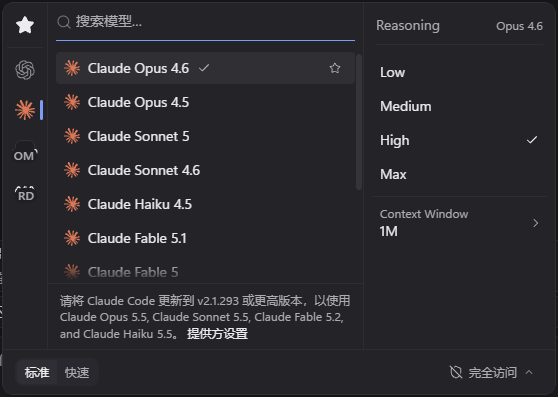 搜索模型...
Claude Opus 4.6
Claude Opus 4.5
Claude Sonnet 5
Claude Sonnet 4.6
Claude Haiku 4.5
Claude Fable 5.1
Claude Fable 5
OM
RD
请将 Claude Code 更新到 v2.1.293 或更高版本，以使用
Claude Opus 5.5, Claude Sonnet 5.5, Claude Fable 5.2,
and Claude Haiku 5.5。 提供方设置
Reasoning
Opus 4.6
Low
Medium
High
Max
Context Window
1M
标准
快速
完全访问